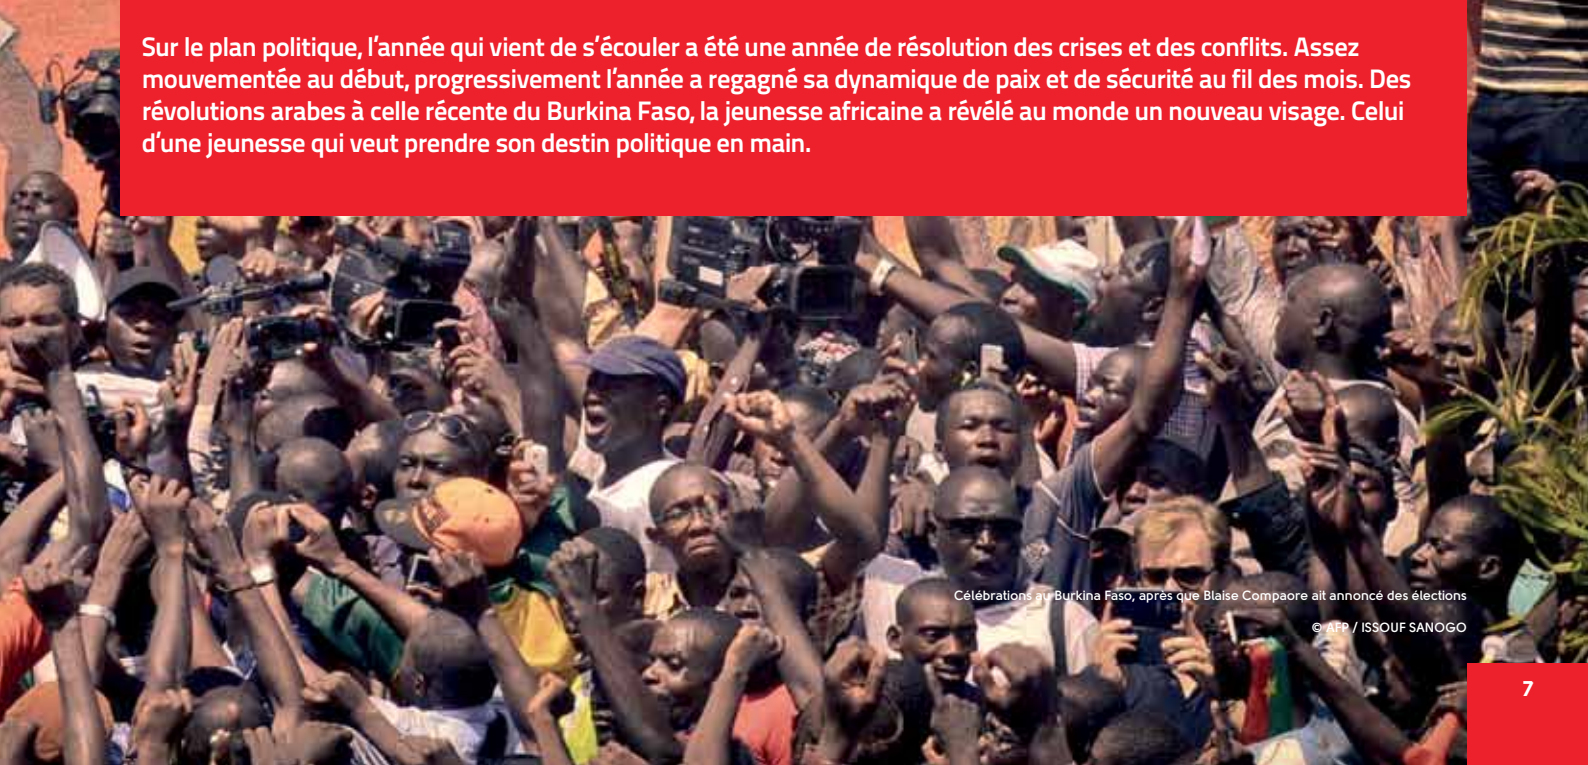 Sur le plan politique, l’année qui vient de s’écouler a été une année de résolution des crises et des conflits. Assez
mouvementée au début, progressivement l’année a regagné sa dynamique de paix et de sécurité au fil des mois. Des
révolutions arabes à celle récente du Burkina Faso, la jeunesse africaine a révélé au monde un nouveau visage. Celui
d’une jeunesse qui veut prendre son destin politique en main.
Célébrations au Burkina Faso, après que Blaise Compaore ait annoncé des élections
© AFP / ISSOUF SANOGO
7